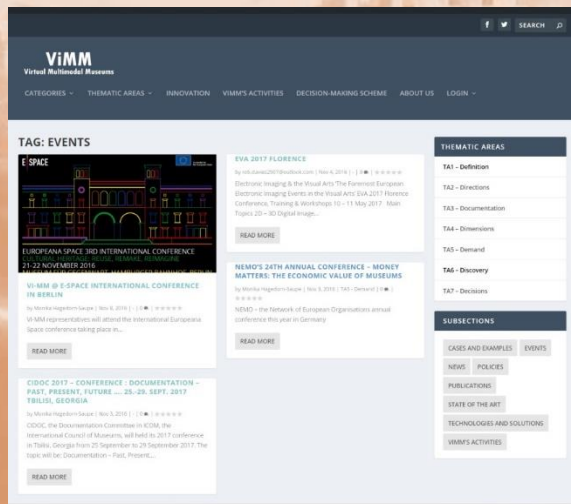 SEARCH
ViMM
Virtual Multimodal Museums
CATEGORIES
THEMATIC AREAS
INNOVATION
VIMM'S ACTIVITIES
DECISION-MAKING SCHEME
ABOUT US
LOGIN
TAG: EVENTS
E SPACE
EUROPEANA SPACE 3RD INTERNATIONAL CONFERENCE
CULTURAL HERITAGE: REUSE, REMAKE, REIMAGINE
21-22 NOVEMBER 2016
VI-MM @ E-SPACE INTERNATIONAL CONFERENCE
IN BERLIN
by Monika Hagedorn-Saupe | Nov 6, 2016 | - | 0
Vi-MM representatives will attend the international Europeana
Space conference taking place in...
READ MORE
CIDOC 2017 – CONFERENCE : DOCUMENTATION –
PAST, PRESENT, FUTURE .... 25.-29. SEPT. 2017
TBILISI, GEORGIA
by Monika Hagedorn-Saupe | Nov 5, 2016 | - | 0
CIDOC, the Documentation Committee in ICOM, the
International Council of Museums, will held its 2017 conference
in Tbilisi. Georgia from 25 September to 29 September 2017. The
topic will be: Documentation – Past, Present,...
READ MORE
EVA 2017 FLORENCE
| Nov 4, 2016 | - | 0
Electronic Imaging & the Visual Arts 'The Foremost European
Electronic Imaging Events in the Visual Arts' EVA 2017 Florence
Conference, Training & Workshops 10 – 11 May 2017 Main
Topics 2D – 3D Digital Image...
READ MORE
NEMO'S 24TH ANNUAL CONFERENCE – MONEY
MATTERS: THE ECONOMIC VALUE OF MUSEUMS
by Monika Hagedorn-Saupe | Nov 3, 2016 | TA5 - Demand | 0
NEMO – the Network of European Organisations annual
conference this year in Germany
READ MORE
THEMATIC AREAS
TA1 – Definition
TA2 – Directions
TA3 – Documentation
TA4 – Dimensions
TA5 – Demand
TA6 – Discovery
TA7 – Decisions
SUBSECTIONS
CASES AND EXAMPLES
EVENTS
NEWS
POLICIES
PUBLICATIONS
STATE OF THE ART
TECHNOLOGIES AND SOLUTIONS
VIMM'S ACTIVITIES